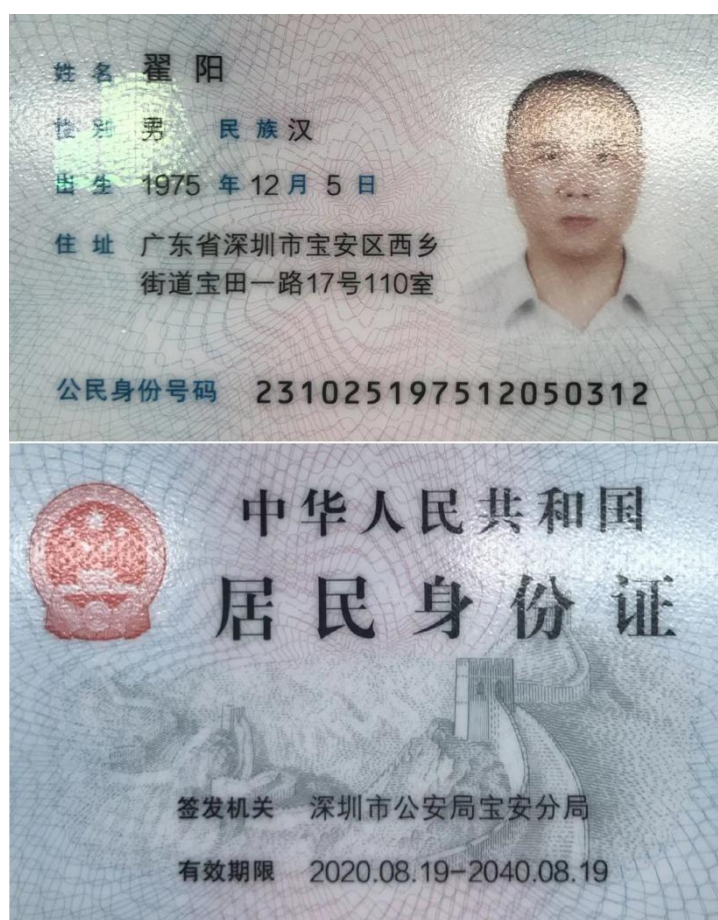 姓名 翟阳
性别 男 民族 汉
出生 1975 年 12 月 5 日
住址 广东省深圳市宝安区西乡
街道宝田一路17号110室
公民身份号码 231025197512050312
中华人民共和国
居民身份证
签发机关 深圳市公安局宝安分局
有效期限 2020.08.19-2040.08.19